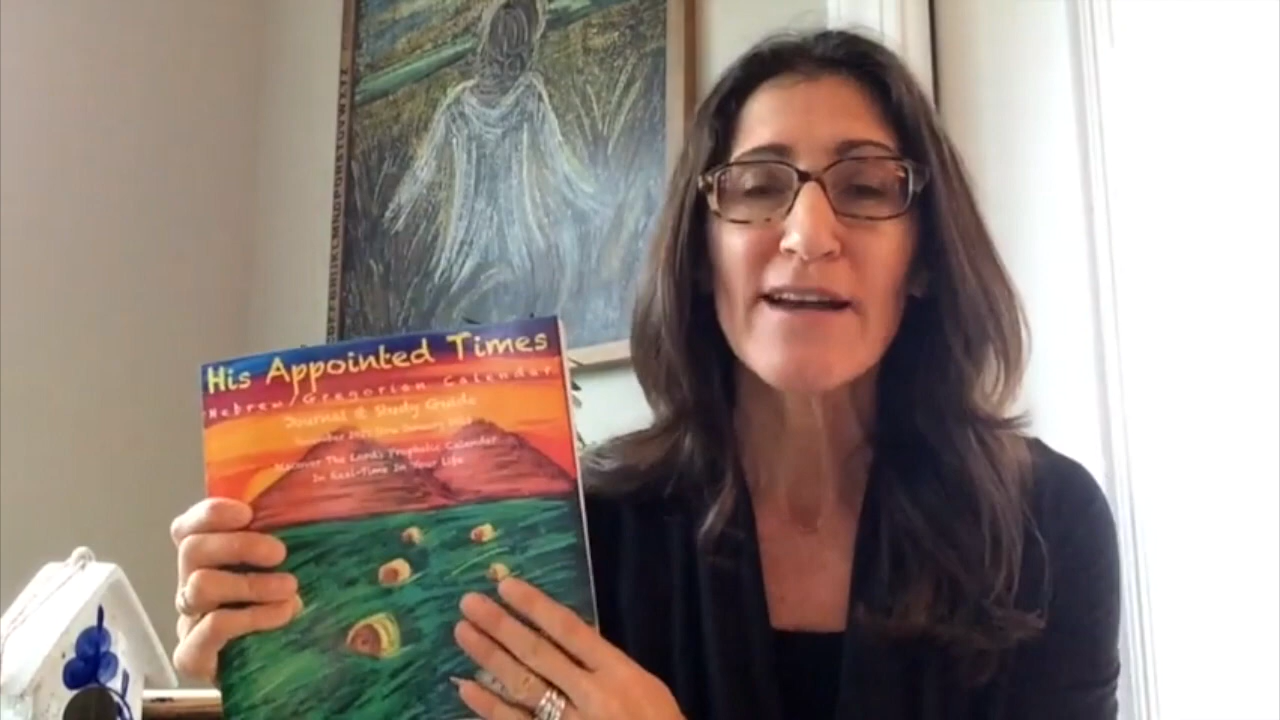 His Appointed Times
Hebrew/Gregorian Calendar
Journal & Study Guide
Discover The Lord's Prophetic Calendar
In Real-Time In Your Life